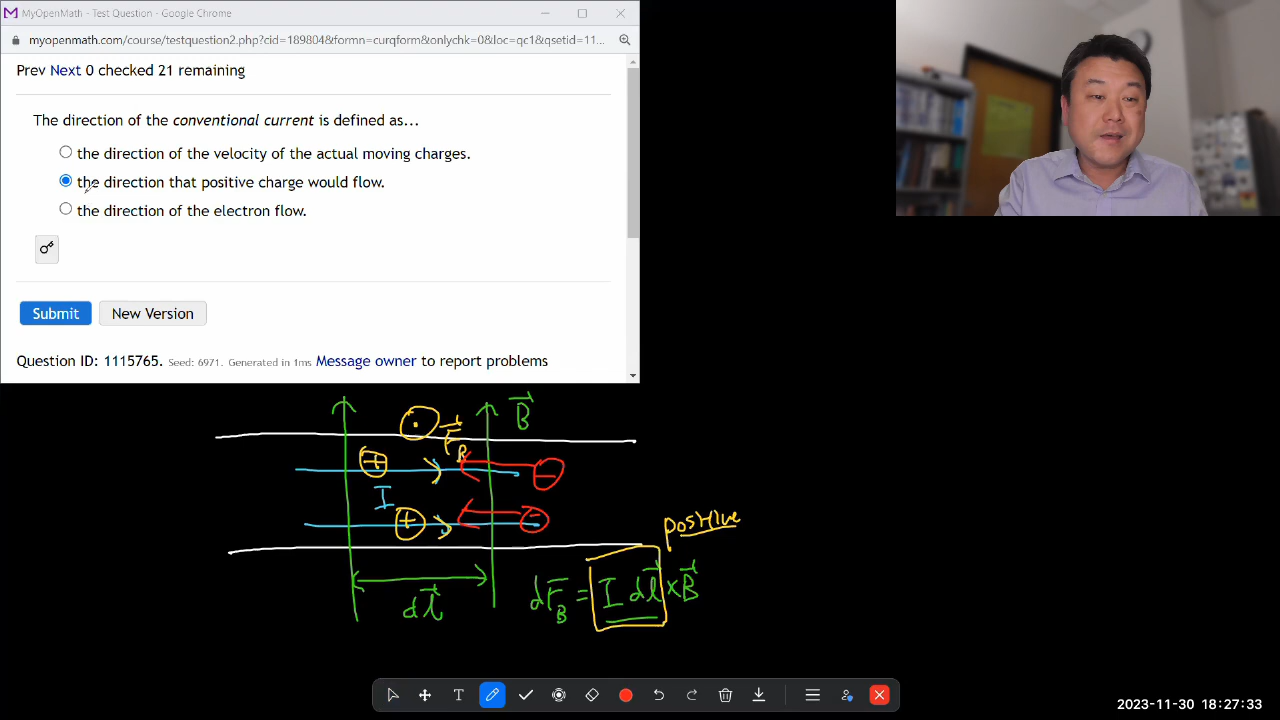 MyOpenMath - Test Question - Google Chrome
myopenmath.com/course/testquestion2.php?cid=189804&formn=curqform&onlychk=0&loc=qc1&qsetid=11...
Prev Next 0 checked 21 remaining
The direction of the conventional current is defined as...
the direction of the velocity of the actual moving charges.
the direction that positive charge would flow.
the direction of the electron flow.
Submit New Version
Question ID: 1115765. Seed: 6971. Generated in 1ms Message owner to report problems
B
F
B
+ −
I
+ −
positive
dl
dF_B = I dl × B
T
2023-11-30 18:27:33